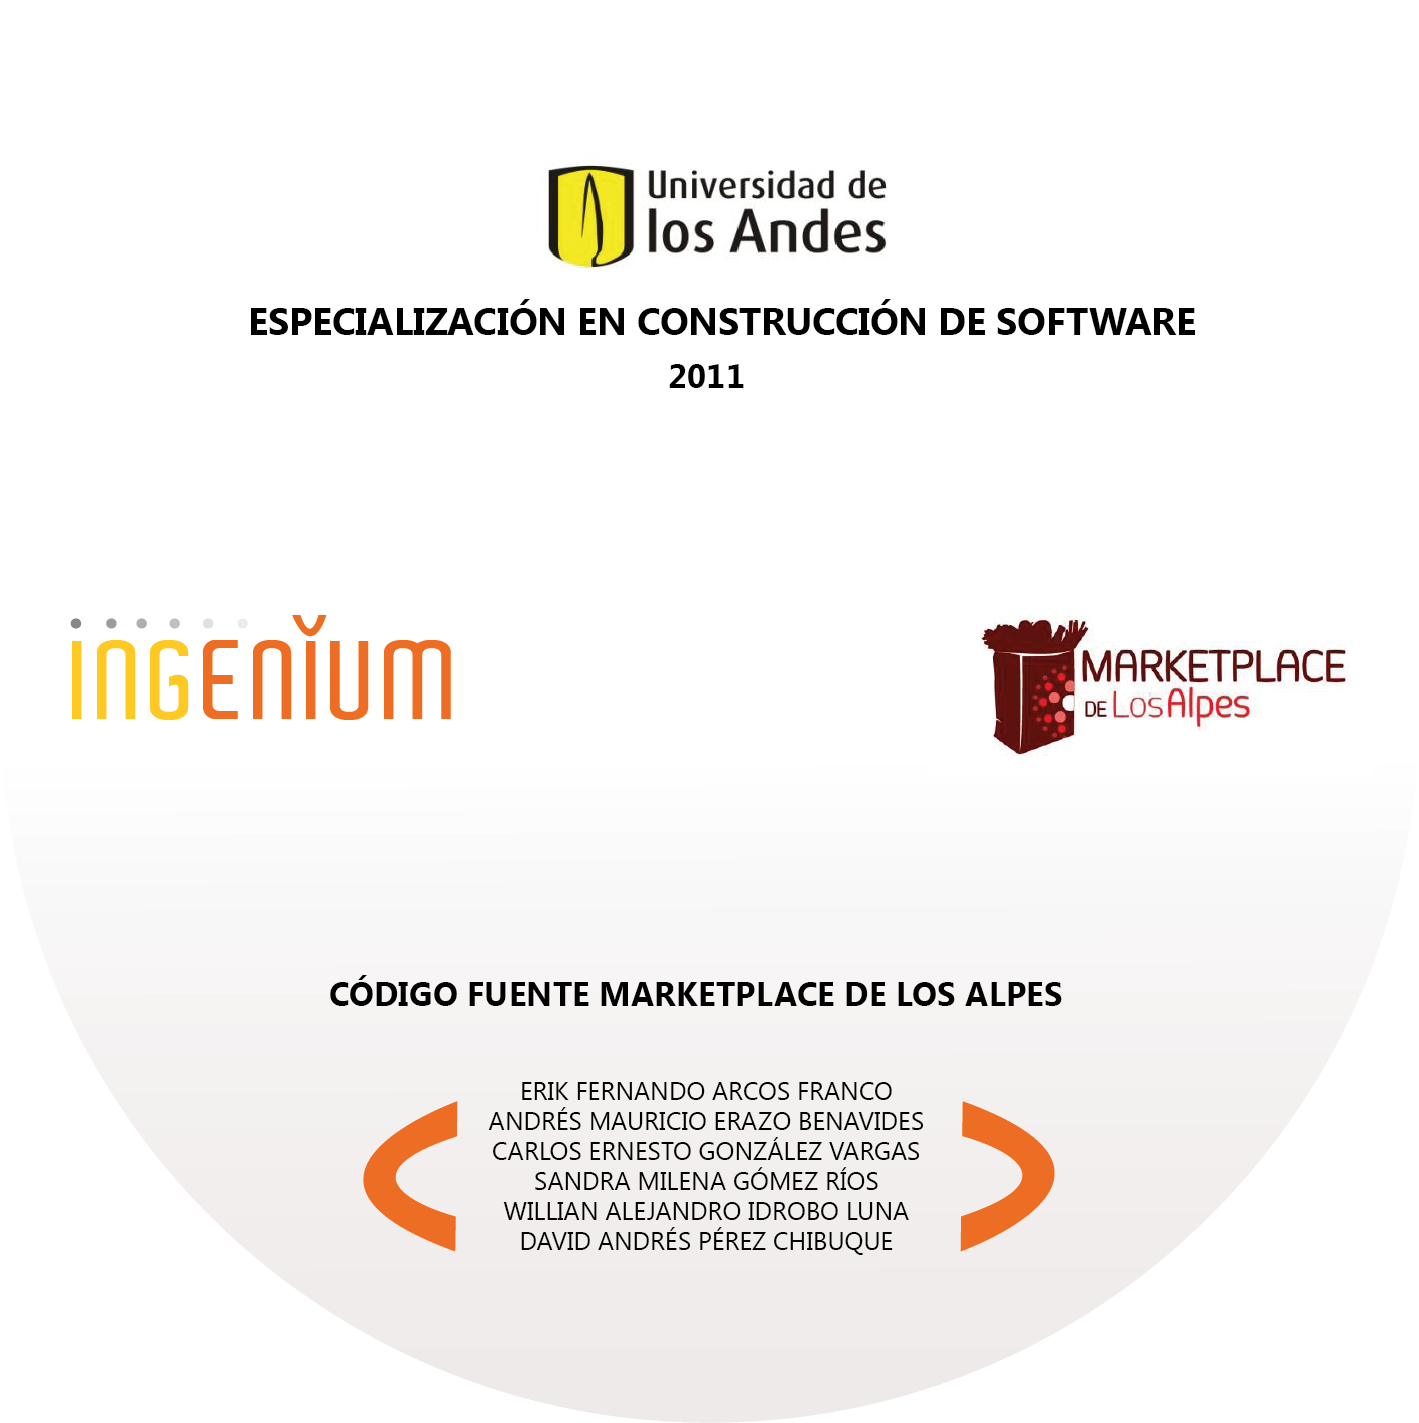 Universidad de
los Andes
ESPECIALIZACIÓN EN CONSTRUCCIÓN DE SOFTWARE
2011
INGENIUM
MARKETPLACE
DE Los Alpes
CÓDIGO FUENTE MARKETPLACE DE LOS ALPES
ERIK FERNANDO ARCOS FRANCO
ANDRÉS MAURICIO ERAZO BENAVIDES
CARLOS ERNESTO GONZÁLEZ VARGAS
SANDRA MILENA GÓMEZ RÍOS
WILLIAN ALEJANDRO IDROBO LUNA
DAVID ANDRÉS PÉREZ CHIBUQUE